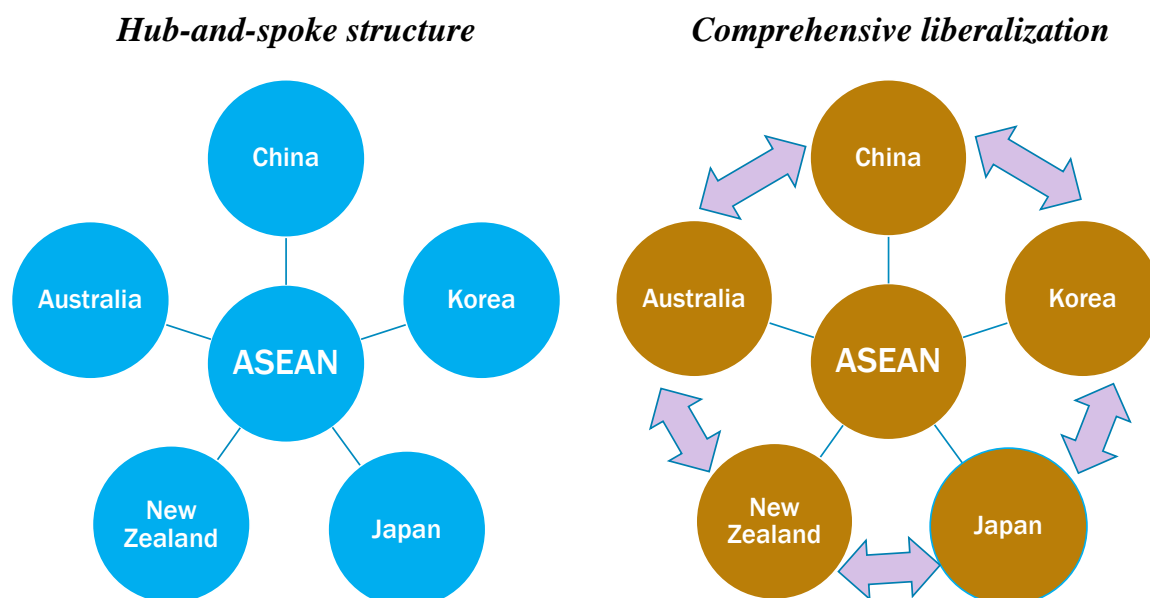 Hub-and-spoke structure
China
Australia
Korea
ASEAN
New
Zealand
Japan
Comprehensive liberalization
China
Australia
Korea
ASEAN
New
Zealand
Japan